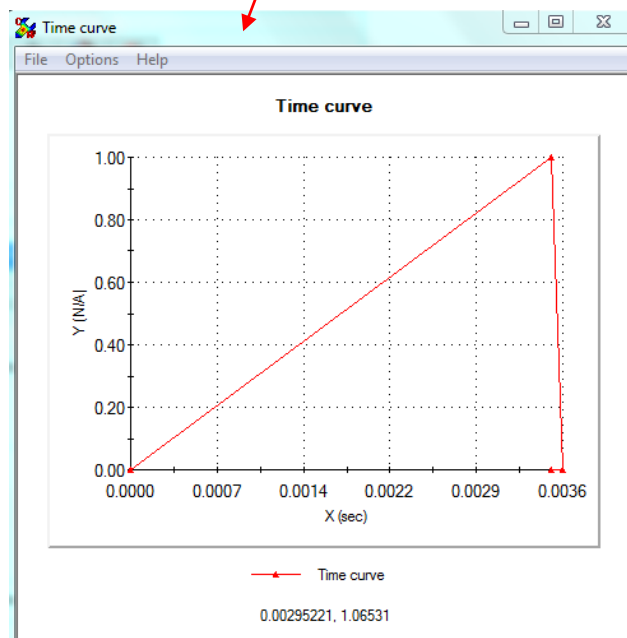 Time curve
File Options Help
Time curve
1.00
0.80
0.60
0.40
0.20
0.00
Y (N/A)
0.0000 0.0007 0.0014 0.0022 0.0029 0.0036
X (sec)
Time curve
0.00295221, 1.06531